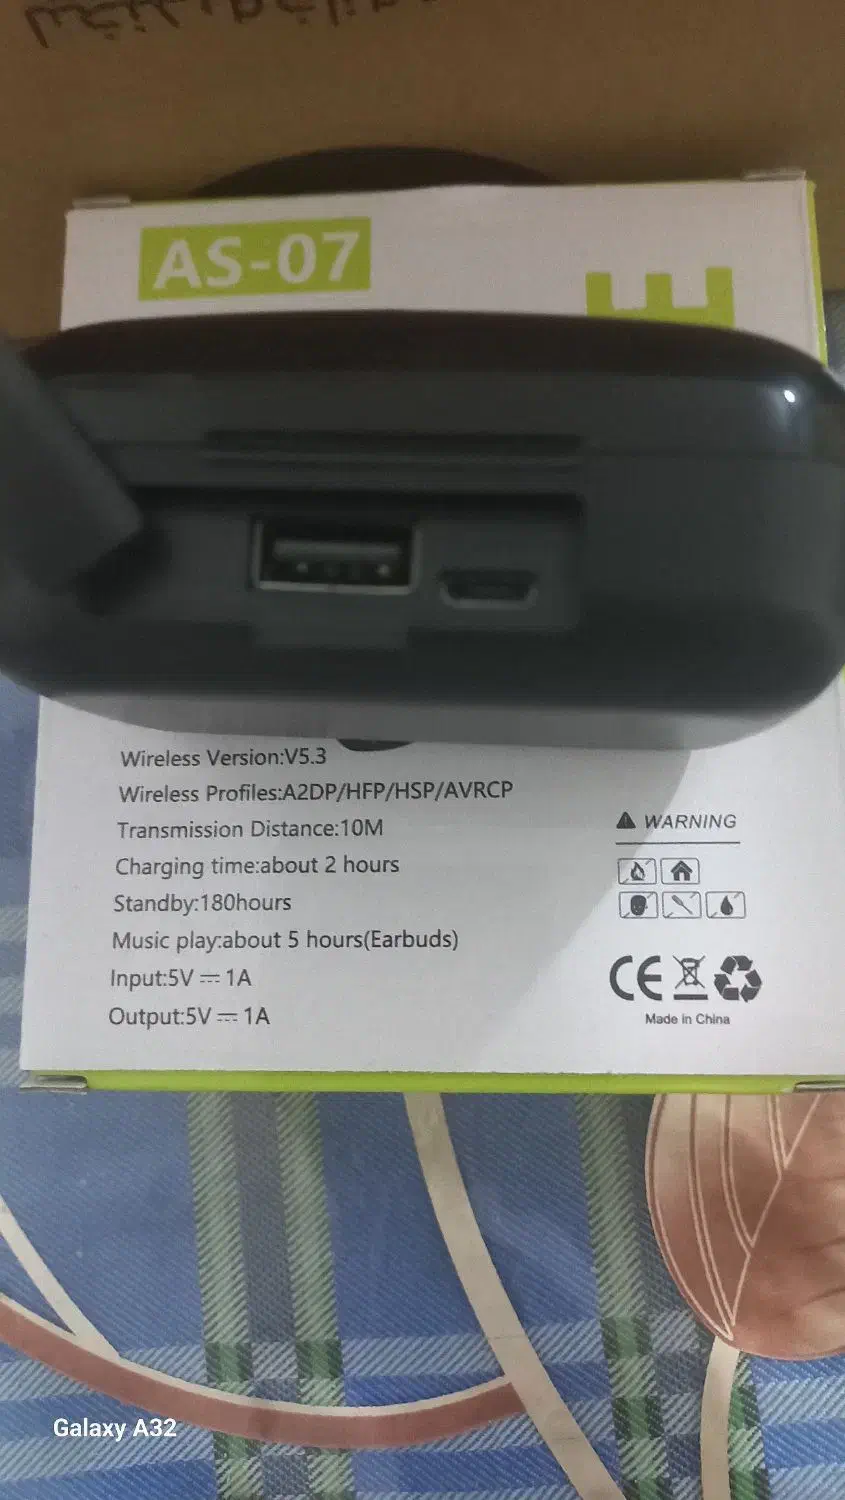 AS-07
Wireless Version:V5.3
Wireless Profiles:A2DP/HFP/HSP/AVRCP
Transmission Distance:10M
Charging time:about 2 hours
Standby:180hours
Music play:about 5 hours(Earbuds)
Input:5V ⎓ 1A
Output:5V ⎓ 1A
WARNING
CE
Made in China
Galaxy A32